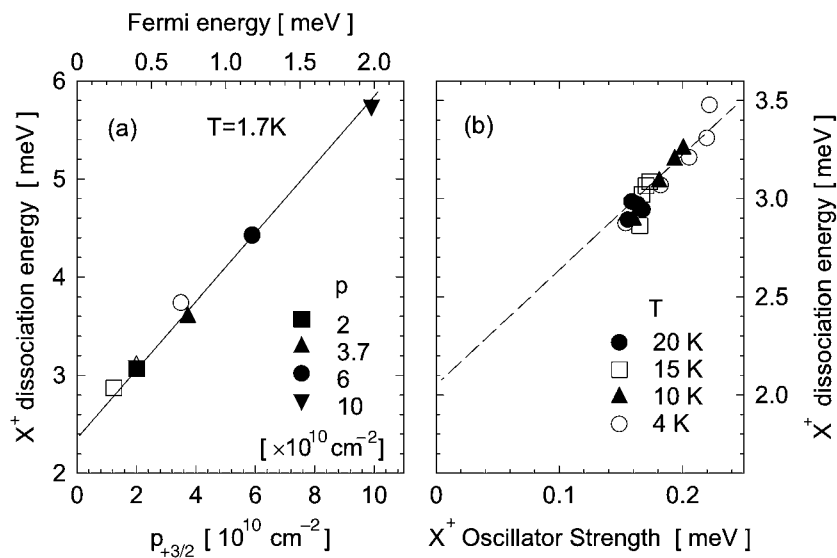 Fermi energy [ meV ]
0 0.5 1.0 1.5 2.0
6
5
4
3
2
X⁺ dissociation energy [ meV ]
(a) T=1.7K
p
2
3.7
6
10
[ ×10¹⁰ cm⁻² ]
0 2 4 6 8 10
p₊₃/₂ [ 10¹⁰ cm⁻² ]
(b)
T
20 K
15 K
10 K
4 K
3.5
3.0
2.5
2.0
X⁺ dissociation energy [ meV ]
0 0.1 0.2
X⁺ Oscillator Strength [ meV ]